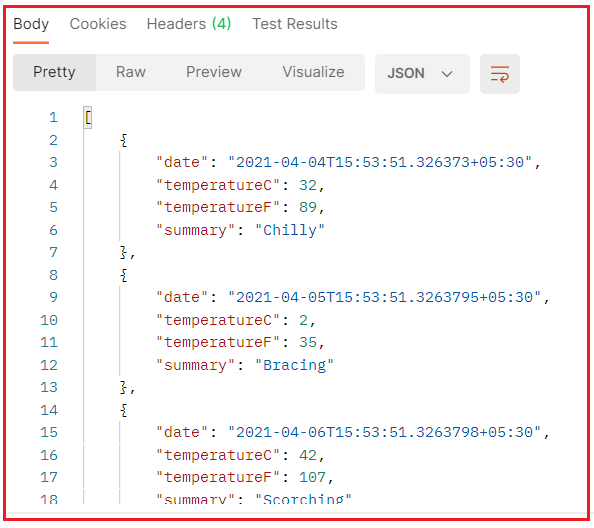 Body Cookies Headers (4) Test Results
Pretty Raw Preview Visualize JSON
1 [
2 {
3 "date": "2021-04-04T15:53:51.326373+05:30",
4 "temperatureC": 32,
5 "temperatureF": 89,
6 "summary": "Chilly"
7 },
8 {
9 "date": "2021-04-05T15:53:51.3263795+05:30",
10 "temperatureC": 2,
11 "temperatureF": 35,
12 "summary": "Bracing"
13 },
14 {
15 "date": "2021-04-06T15:53:51.3263798+05:30",
16 "temperatureC": 42,
17 "temperatureF": 107,
18 "summary": "Scorching"